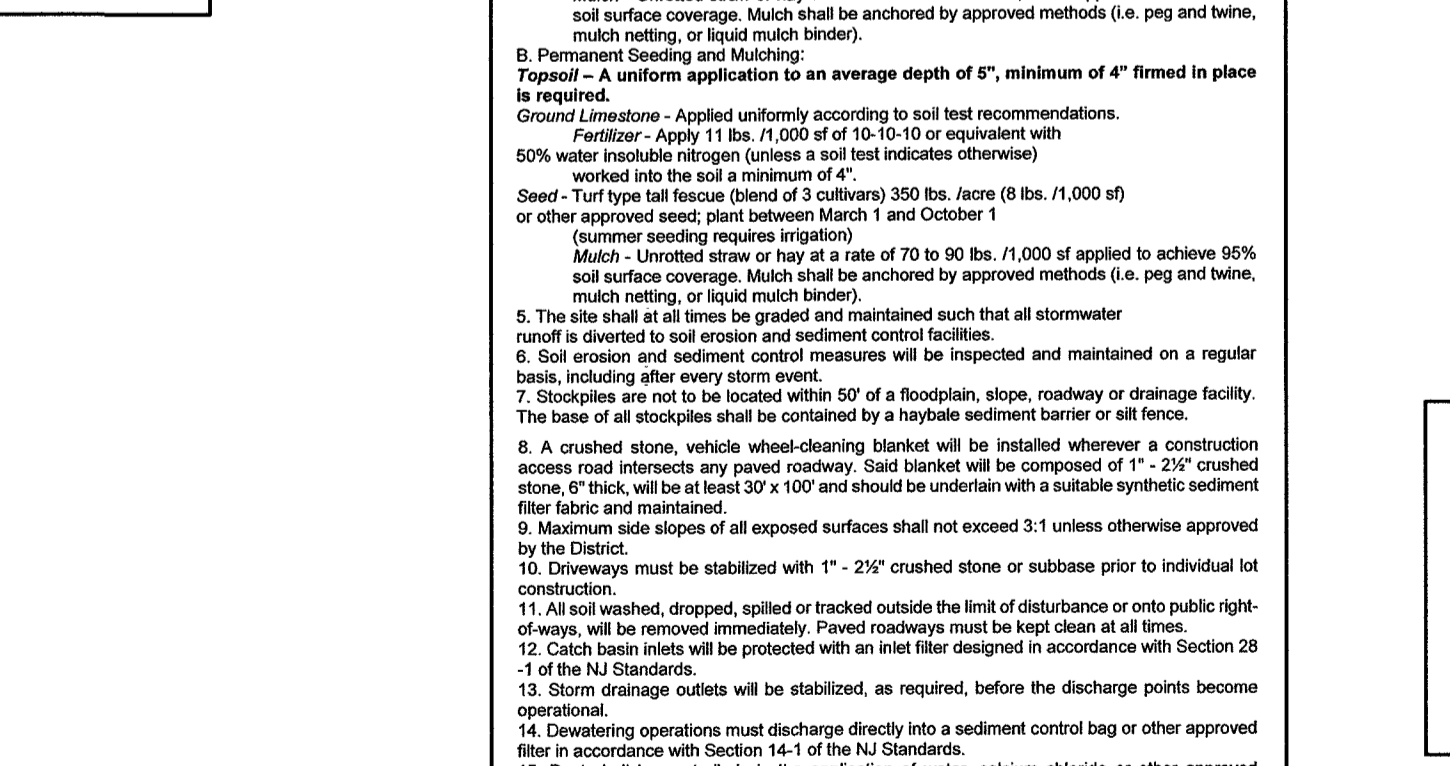 soil surface coverage. Mulch shall be anchored by approved methods (i.e. peg and twine,
mulch netting, or liquid mulch binder).
B. Permanent Seeding and Mulching:
Topsoil – A uniform application to an average depth of 5", minimum of 4" firmed in place
is required.
Ground Limestone - Applied uniformly according to soil test recommendations.
Fertilizer - Apply 11 lbs. /1,000 sf of 10-10-10 or equivalent with
50% water insoluble nitrogen (unless a soil test indicates otherwise)
worked into the soil a minimum of 4".
Seed - Turf type tall fescue (blend of 3 cultivars) 350 lbs. /acre (8 lbs. /1,000 sf)
or other approved seed; plant between March 1 and October 1
(summer seeding requires irrigation)
Mulch - Unrotted straw or hay at a rate of 70 to 90 lbs. /1,000 sf applied to achieve 95%
soil surface coverage. Mulch shall be anchored by approved methods (i.e. peg and twine,
mulch netting, or liquid mulch binder).
5. The site shall at all times be graded and maintained such that all stormwater
runoff is diverted to soil erosion and sediment control facilities.
6. Soil erosion and sediment control measures will be inspected and maintained on a regular
basis, including after every storm event.
7. Stockpiles are not to be located within 50' of a floodplain, slope, roadway or drainage facility.
The base of all stockpiles shall be contained by a haybale sediment barrier or silt fence.
8. A crushed stone, vehicle wheel-cleaning blanket will be installed wherever a construction
access road intersects any paved roadway. Said blanket will be composed of 1" - 2½" crushed
stone, 6" thick, will be at least 30' x 100' and should be underlain with a suitable synthetic sediment
filter fabric and maintained.
9. Maximum side slopes of all exposed surfaces shall not exceed 3:1 unless otherwise approved
by the District.
10. Driveways must be stabilized with 1" - 2½" crushed stone or subbase prior to individual lot
construction.
11. All soil washed, dropped, spilled or tracked outside the limit of disturbance or onto public right-
of-ways, will be removed immediately. Paved roadways must be kept clean at all times.
12. Catch basin inlets will be protected with an inlet filter designed in accordance with Section 28
-1 of the NJ Standards.
13. Storm drainage outlets will be stabilized, as required, before the discharge points become
operational.
14. Dewatering operations must discharge directly into a sediment control bag or other approved
filter in accordance with Section 14-1 of the NJ Standards.